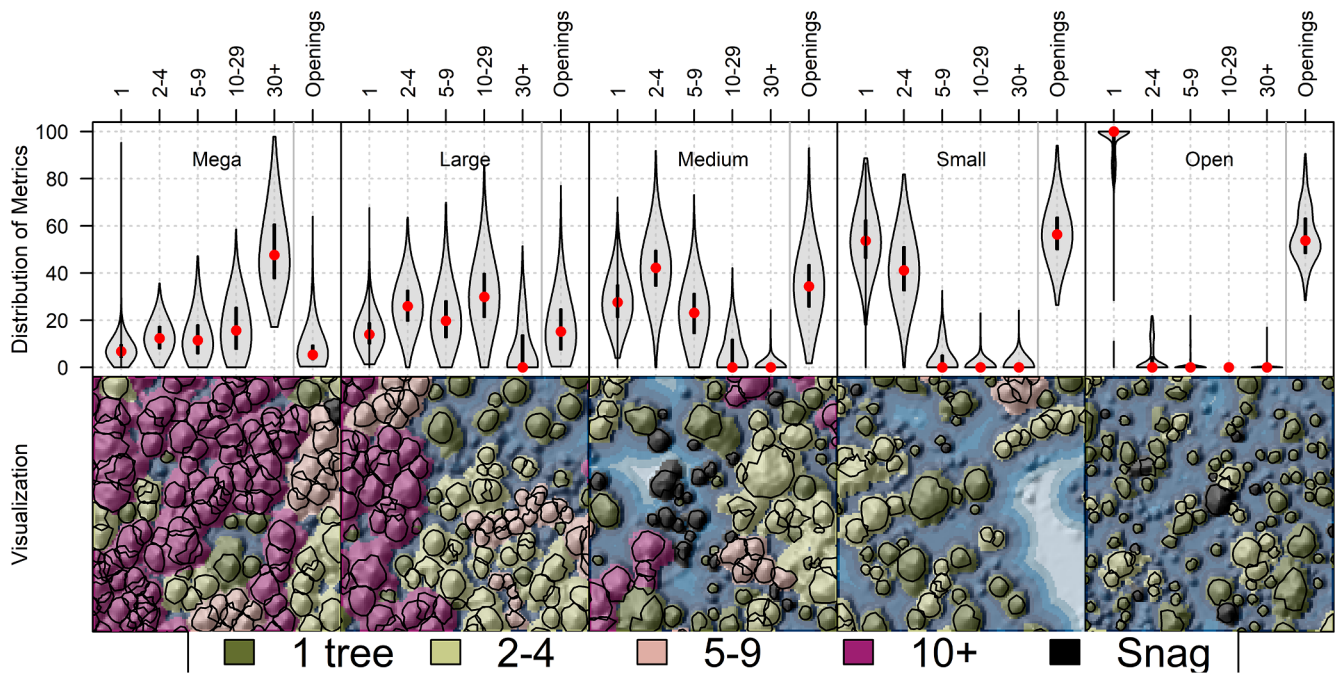 1 2-4 5-9 10-29 30+ Openings 1 2-4 5-9 10-29 30+ Openings 1 2-4 5-9 10-29 30+ Openings 1 2-4 5-9 10-29 30+ Openings 1 2-4 5-9 10-29 30+ Openings
Distribution of Metrics
100
80
60
40
20
0
Mega Large Medium Small Open
Visualization
1 tree 2-4 5-9 10+ Snag